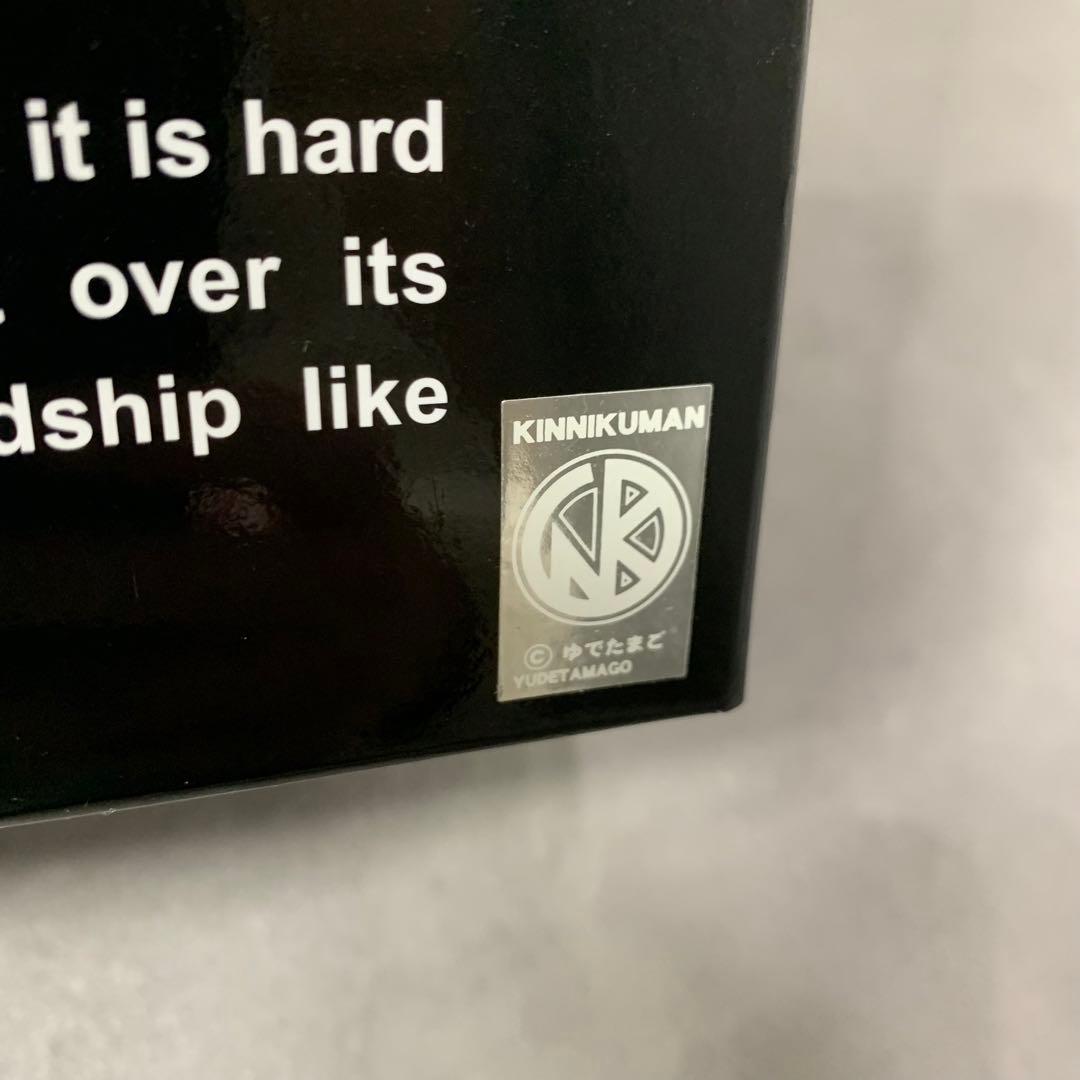 it is hard
over its
dship like
KINNIKUMAN
© ゆでたまご
YUDETAMAGO